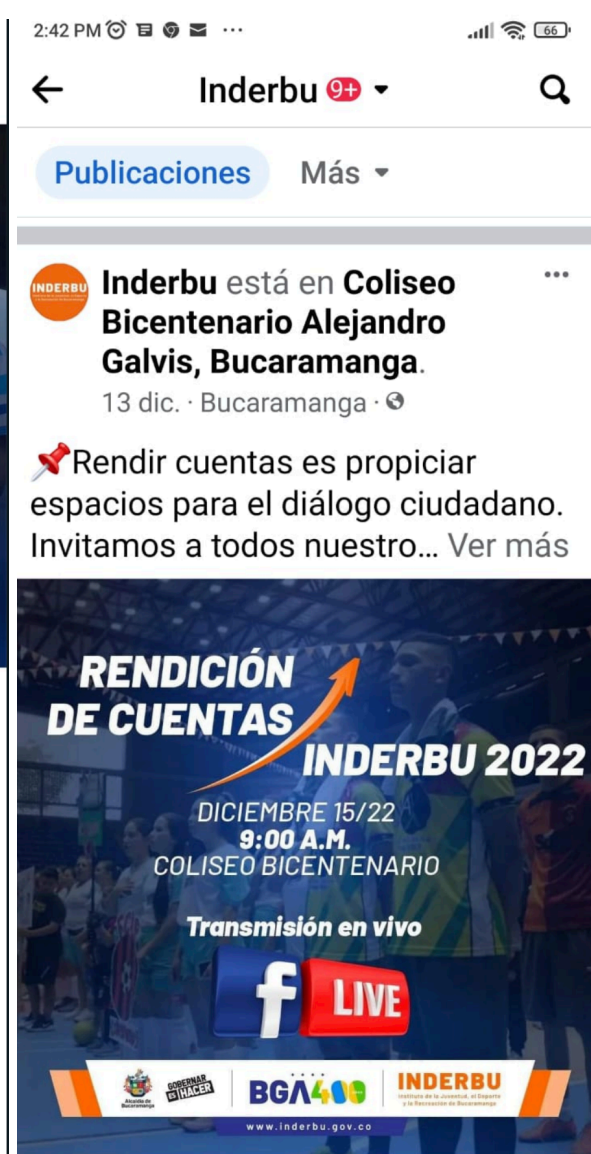 2:42 PM
66
Inderbu 9+
Publicaciones Más
INDERBU
Inderbu está en Coliseo
Bicentenario Alejandro
Galvis, Bucaramanga.
13 dic. · Bucaramanga ·
Rendir cuentas es propiciar
espacios para el diálogo ciudadano.
Invitamos a todos nuestro... Ver más
RENDICIÓN
DE CUENTAS
INDERBU 2022
DICIEMBRE 15/22
9:00 A.M.
COLISEO BICENTENARIO
Transmisión en vivo
f LIVE
Alcaldía de
Bucaramanga
GOBERNAR
ES HACER
BGA400
INDERBU
Instituto de la Juventud, el Deporte
y la Recreación de Bucaramanga
www.inderbu.gov.co